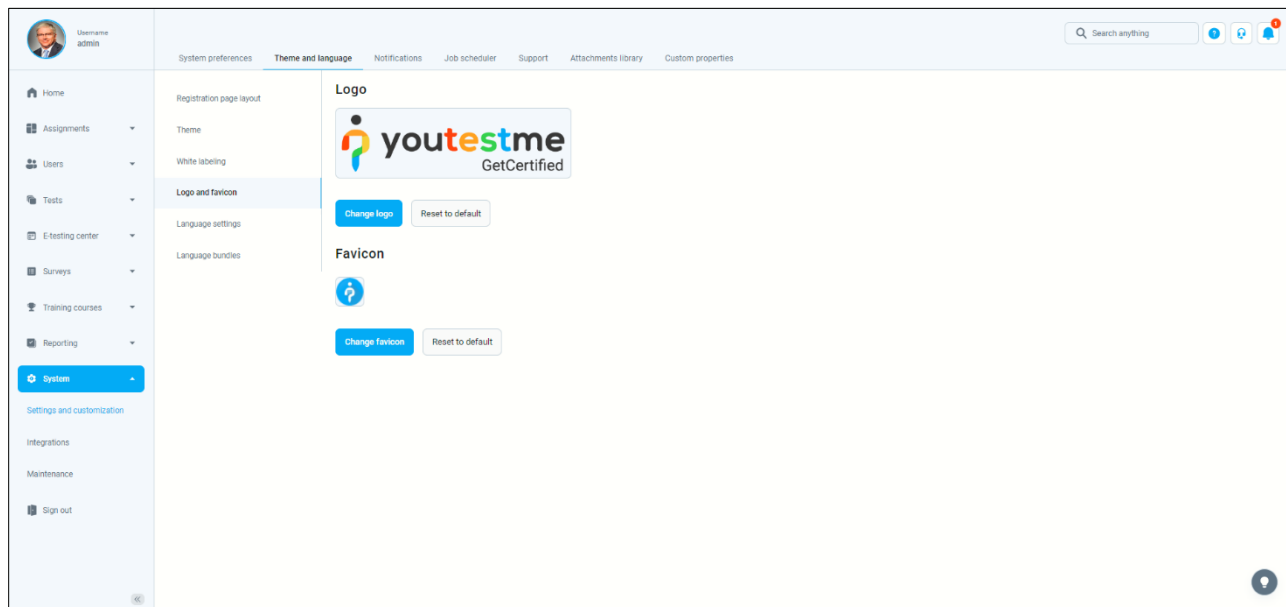 Username
admin
Search anything
1
System preferences
Theme and language
Notifications
Job scheduler
Support
Attachments library
Custom properties
Home
Assignments
Users
Tests
E-testing center
Surveys
Training courses
Reporting
System
Settings and customization
Integrations
Maintenance
Sign out
Registration page layout
Theme
White labeling
Logo and favicon
Language settings
Language bundles
Logo
youtestme
GetCertified
Change logo
Reset to default
Favicon
Change favicon
Reset to default